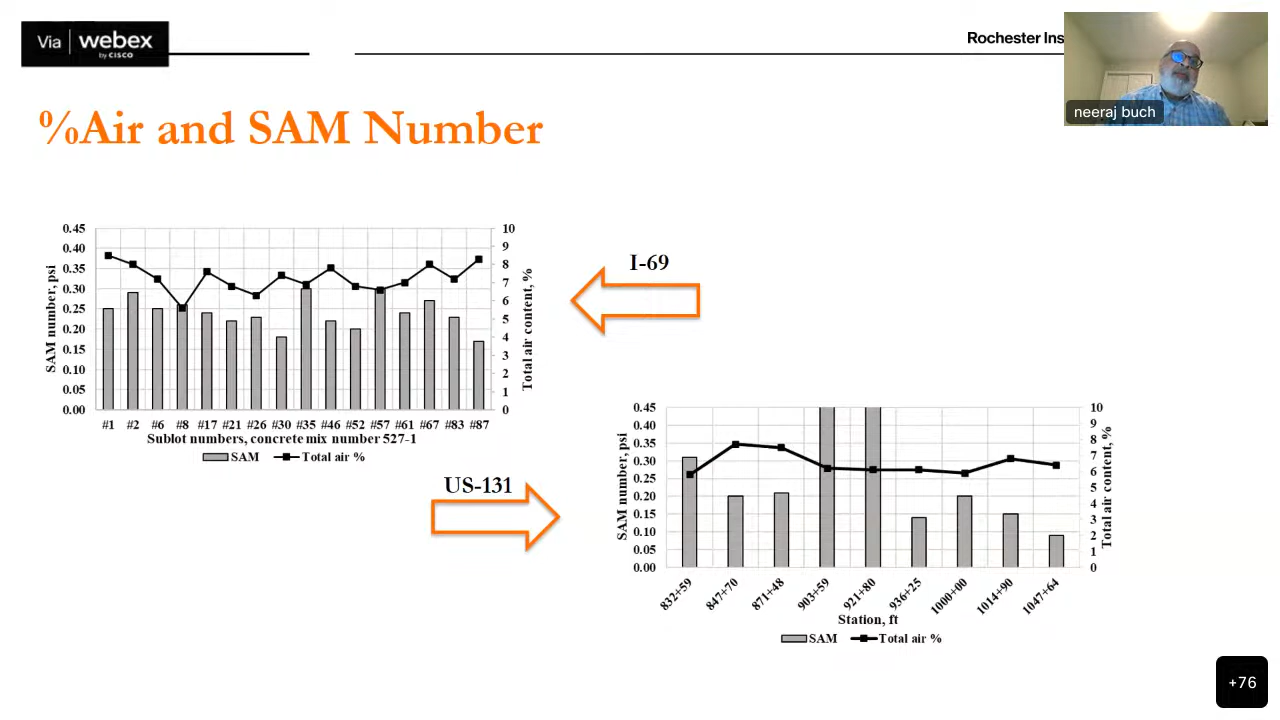 Via webex
by CISCO
Rochester Ins
neeraj buch
%Air and SAM Number
0.45
0.40
0.35
0.30
0.25
0.20
0.15
0.10
0.05
0.00
SAM number, psi
10
9
8
7
6
5
4
3
2
1
0
Total air content, %
#1 #2 #6 #8 #17 #21 #26 #30 #35 #46 #52 #57 #61 #67 #83 #87
Sublot numbers, concrete mix number 527-1
SAM Total air %
I-69
US-131
0.45
0.40
0.35
0.30
0.25
0.20
0.15
0.10
0.05
0.00
SAM number, psi
10
9
8
7
6
5
4
3
2
1
0
Total air content, %
832+59 847+70 871+48 903+59 921+80 936+25 1000+00 1014+90 1047+64
Station, ft
SAM Total air %
+76